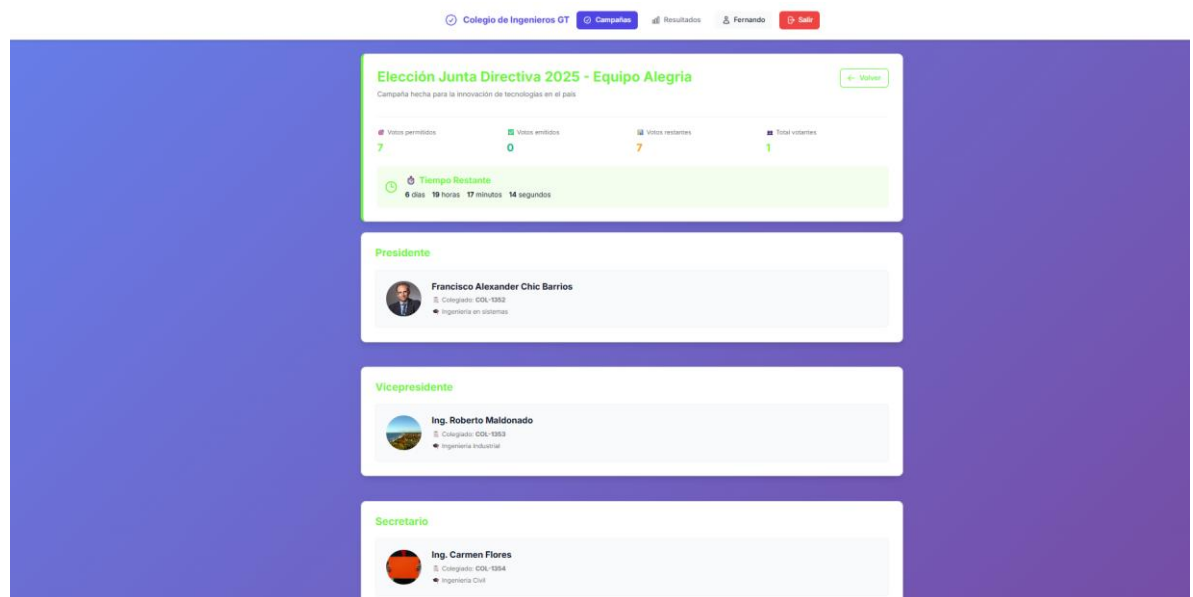 Colegio de Ingenieros GT Campañas Resultados Fernando Salir
Elección Junta Directiva 2025 - Equipo Alegria
← Volver
Campaña hecha para la innovación de tecnologías en el país
Votos permitidos Votos emitidos Votos restantes Total votantes
7 0 7 1
Tiempo Restante
6 días 19 horas 17 minutos 14 segundos
Presidente
Francisco Alexander Chic Barrios
Colegiado: COL-1352
Ingeniería en sistemas
Vicepresidente
Ing. Roberto Maldonado
Colegiado: COL-1353
Ingeniería Industrial
Secretario
Ing. Carmen Flores
Colegiado: COL-1354
Ingeniería Civil